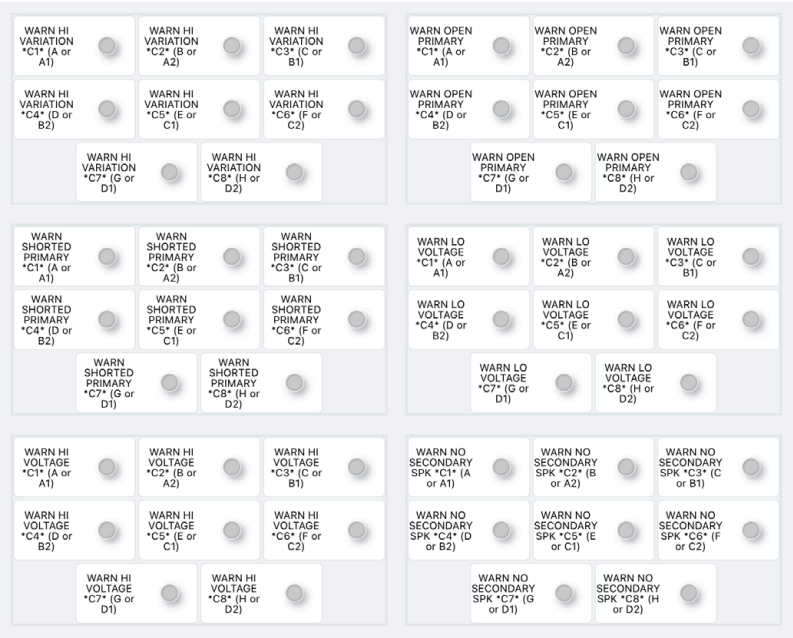 WARN HI
VARIATION
*C1* (A or
A1)
WARN HI
VARIATION
*C2* (B or
A2)
WARN HI
VARIATION
*C3* (C or
B1)
WARN HI
VARIATION
*C4* (D or
B2)
WARN HI
VARIATION
*C5* (E or
C1)
WARN HI
VARIATION
*C6* (F or
C2)
WARN HI
VARIATION
*C7* (G or
D1)
WARN HI
VARIATION
*C8* (H or
D2)
WARN OPEN
PRIMARY
*C1* (A or
A1)
WARN OPEN
PRIMARY
*C2* (B or
A2)
WARN OPEN
PRIMARY
*C3* (C or
B1)
WARN OPEN
PRIMARY
*C4* (D or
B2)
WARN OPEN
PRIMARY
*C5* (E or
C1)
WARN OPEN
PRIMARY
*C6* (F or
C2)
WARN OPEN
PRIMARY
*C7* (G or
D1)
WARN OPEN
PRIMARY
*C8* (H or
D2)
WARN
SHORTED
PRIMARY
*C1* (A or
A1)
WARN
SHORTED
PRIMARY
*C2* (B or
A2)
WARN
SHORTED
PRIMARY
*C3* (C or
B1)
WARN
SHORTED
PRIMARY
*C4* (D or
B2)
WARN
SHORTED
PRIMARY
*C5* (E or
C1)
WARN
SHORTED
PRIMARY
*C6* (F or
C2)
WARN
SHORTED
PRIMARY
*C7* (G or
D1)
WARN
SHORTED
PRIMARY
*C8* (H or
D2)
WARN LO
VOLTAGE
*C1* (A or
A1)
WARN LO
VOLTAGE
*C2* (B or
A2)
WARN LO
VOLTAGE
*C3* (C or
B1)
WARN LO
VOLTAGE
*C4* (D or
B2)
WARN LO
VOLTAGE
*C5* (E or
C1)
WARN LO
VOLTAGE
*C6* (F or
C2)
WARN LO
VOLTAGE
*C7* (G or
D1)
WARN LO
VOLTAGE
*C8* (H or
D2)
WARN HI
VOLTAGE
*C1* (A or
A1)
WARN HI
VOLTAGE
*C2* (B or
A2)
WARN HI
VOLTAGE
*C3* (C or
B1)
WARN HI
VOLTAGE
*C4* (D or
B2)
WARN HI
VOLTAGE
*C5* (E or
C1)
WARN HI
VOLTAGE
*C6* (F or
C2)
WARN HI
VOLTAGE
*C7* (G or
D1)
WARN HI
VOLTAGE
*C8* (H or
D2)
WARN NO
SECONDARY
SPK *C1* (A
or A1)
WARN NO
SECONDARY
SPK *C2* (B
or A2)
WARN NO
SECONDARY
SPK *C3* (C
or B1)
WARN NO
SECONDARY
SPK *C4* (D
or B2)
WARN NO
SECONDARY
SPK *C5* (E
or C1)
WARN NO
SECONDARY
SPK *C6* (F
or C2)
WARN NO
SECONDARY
SPK *C7* (G
or D1)
WARN NO
SECONDARY
SPK *C8* (H
or D2)